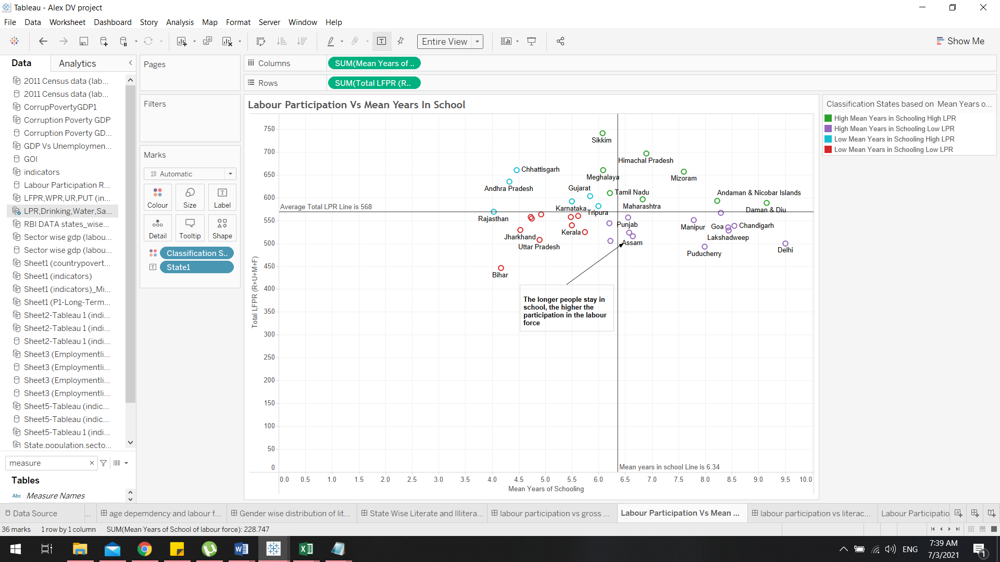 Tableau - Alex DV project
File Data Worksheet Dashboard Story Analysis Map Format Server Window Help
Entire View
Show Me
Data Analytics
2011 Census data (lab...
2011 Census data (lab...
CorrupPovertyGDP1
Corruption Poverty GDP
Corruption Poverty GD...
GDP Vs Unemploymen...
GOI
indicators
Labour Participation R...
LFPR,WPR,UR,PUT (in...
LPR,Drinking,Water,Sa...
RBI DATA states_wise...
Sector wise gdp (labou...
Sector wise gdp (labou...
Sheet1 (countrypovert...
Sheet1 (indicators)
Sheet1 (indicators)_Mi...
Sheet1 (P1-Long-Term...
Sheet2-Tableau 1 (indi...
Sheet2-Tableau 1 (indi...
Sheet2-Tableau 1 (indi...
Sheet3 (Employmentli...
Sheet3 (Employmentli...
Sheet3 (Employmentli...
Sheet3 (Employmentli...
Sheet5-Tableau (indic...
Sheet5-Tableau (indic...
Sheet5-Tableau 1 (indi...
State,population,secto...
measure
Tables
Abc Measure Names
Pages
Filters
Marks
Automatic
Colour Size Label
Detail Tooltip Shape
Classification S..
State1
Columns SUM(Mean Years of ..
Rows SUM(Total LFPR (R..
Labour Participation Vs Mean Years In School
Total LFPR (R+U+M+F)
750
700
650
600
550
500
450
400
350
300
250
200
150
100
50
0
Sikkim
Himachal Pradesh
Chhattisgarh
Meghalaya
Mizoram
Andhra Pradesh
Gujarat
Tamil Nadu
Andaman & Nicobar Islands
Average Total LPR Line is 568
Karnataka
Maharashtra
Tripura
Daman & Diu
Rajasthan
Punjab
Manipur
Goa
Chandigarh
Kerala
Jharkhand
Lakshadweep
Uttar Pradesh
Assam
Delhi
Puducherry
Bihar
The longer people stay in
school, the higher the
participation in the labour
force
Mean years in school Line is 6.34
0.0 0.5 1.0 1.5 2.0 2.5 3.0 3.5 4.0 4.5 5.0 5.5 6.0 6.5 7.0 7.5 8.0 8.5 9.0 9.5 10.0
Mean Years of Schooling
Classification States based on Mean Years o...
High Mean Years in Schooling High LPR
High Mean Years in Schooling Low LPR
Low Mean Years in Schooling High LPR
Low Mean Years in Schooling Low LPR
Data Source ... age depemdency and labour f... Gender wise distribution of lit... State Wise Literate and Illitera... labour participation vs gross ... Labour Participation Vs Mean ... labour participation vs literac... Labour Participatio
36 marks 1 row by 1 column SUM(Mean Years of School of labour force): 228.747
ENG
7:39 AM
7/3/2021
1